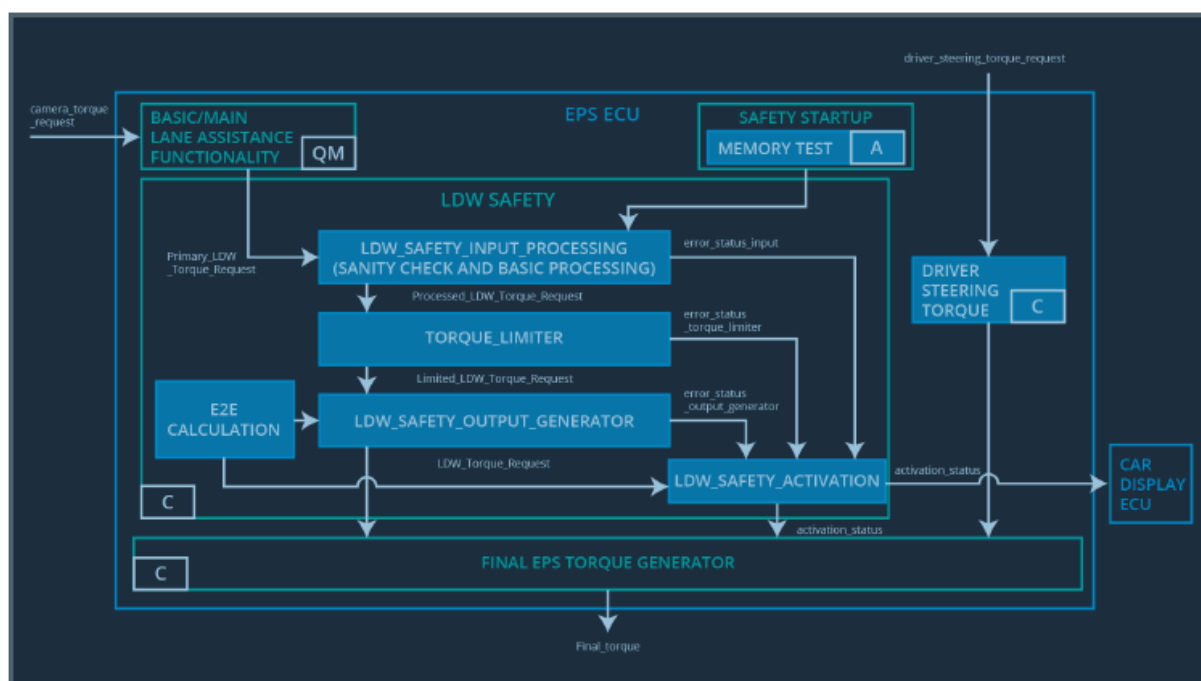 driver_steering_torque_request
camera_torque
_request
BASIC/MAIN
LANE ASSISTANCE
FUNCTIONALITY
QM
EPS ECU
SAFETY STARTUP
MEMORY TEST
A
LDW SAFETY
Primary_LDW
_Torque_Request
LDW_SAFETY_INPUT_PROCESSING
(SANITY CHECK AND BASIC PROCESSING)
error_status_input
DRIVER
STEERING
TORQUE
C
Processed_LDW_Torque_Request
TORQUE_LIMITER
error_status
_torque_limiter
Limited_LDW_Torque_Request
E2E
CALCULATION
LDW_SAFETY_OUTPUT_GENERATOR
error_status
_output_generator
LDW_Torque_Request
LDW_SAFETY_ACTIVATION
activation_status
CAR
DISPLAY
ECU
C
activation_status
C
FINAL EPS TORQUE GENERATOR
Final_torque